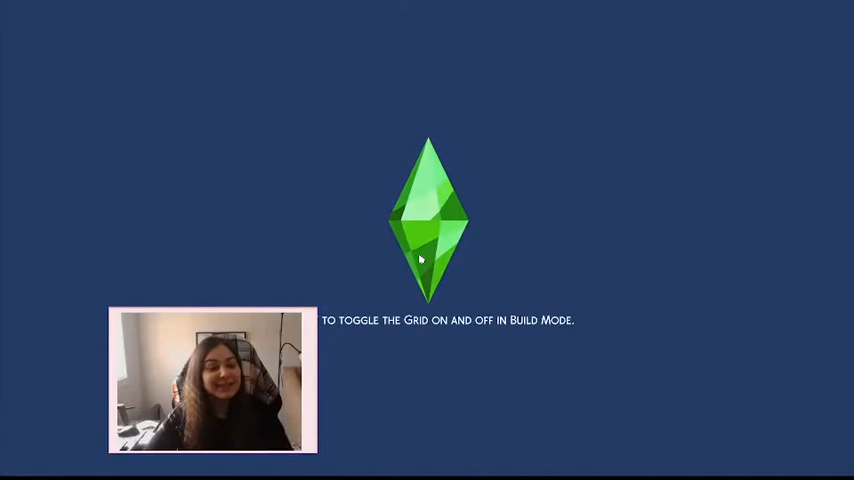 TO TOGGLE THE GRID ON AND OFF IN BUILD MODE.